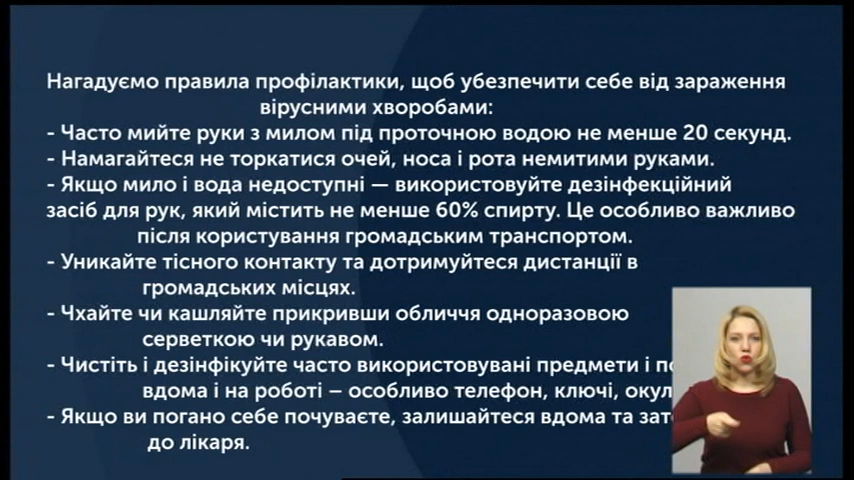 Нагадуємо правила профілактики, щоб убезпечити себе від зараження
вірусними хворобами:
- Часто мийте руки з милом під проточною водою не менше 20 секунд.
- Намагайтеся не торкатися очей, носа і рота немитими руками.
- Якщо мило і вода недоступні — використовуйте дезінфекційний
засіб для рук, який містить не менше 60% спирту. Це особливо важливо
після користування громадським транспортом.
- Уникайте тісного контакту та дотримуйтеся дистанції в
громадських місцях.
- Чхайте чи кашляйте прикривши обличчя одноразовою
серветкою чи рукавом.
- Чистіть і дезінфікуйте часто використовувані предмети і
вдома і на роботі – особливо телефон, ключі,
- Якщо ви погано себе почуваєте, залишайтеся вдома та
до лікаря.